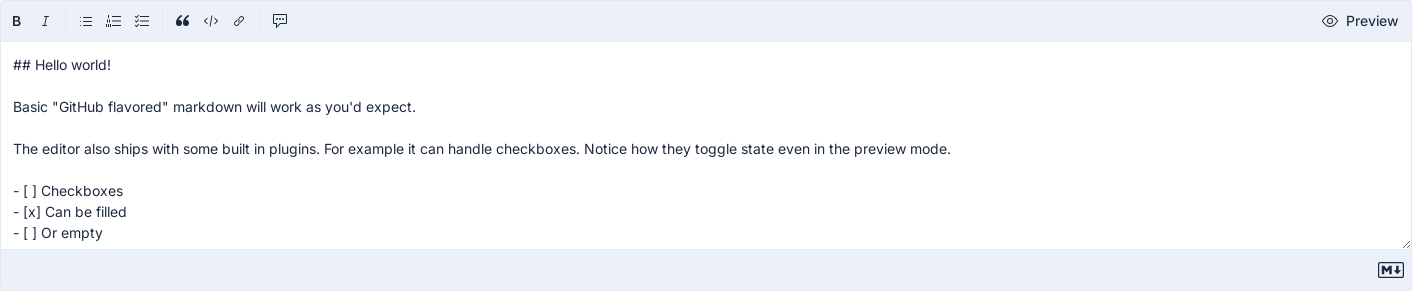 B I Preview
## Hello world!
Basic "GitHub flavored" markdown will work as you'd expect.
The editor also ships with some built in plugins. For example it can handle checkboxes. Notice how they toggle state even in the preview mode.
- [ ] Checkboxes
- [x] Can be filled
- [ ] Or empty
M